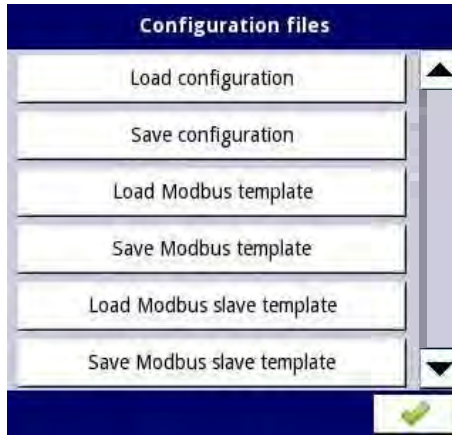 Configuration files
Load configuration
Save configuration
Load Modbus template
Save Modbus template
Load Modbus slave template
Save Modbus slave template